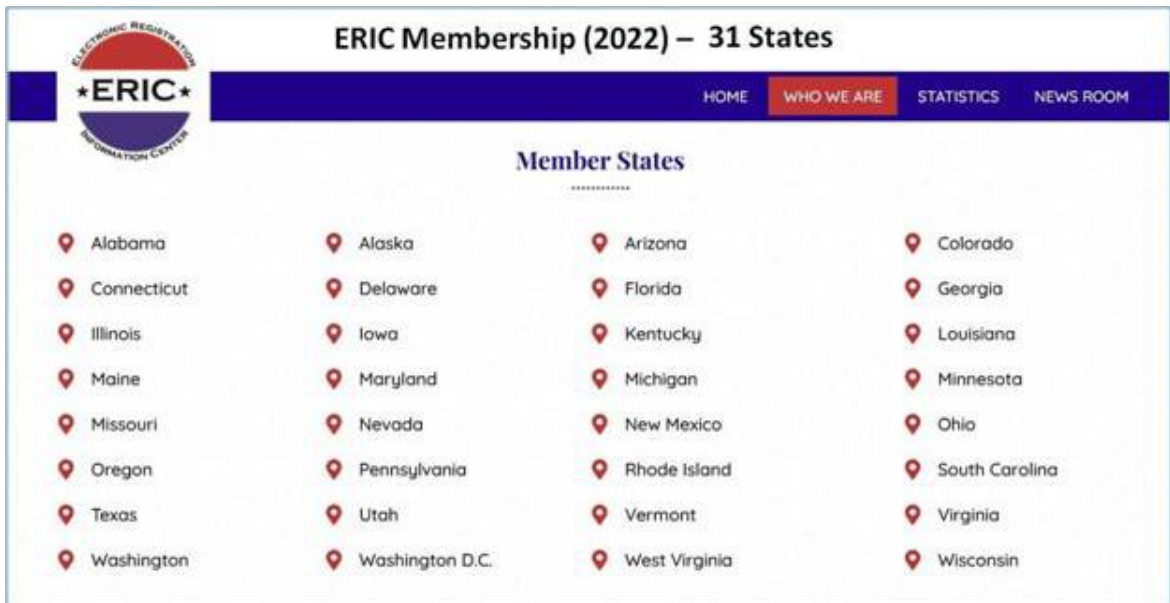 ERIC Membership (2022) – 31 States
ELECTRONIC REGISTRATION
★ERIC★
INFORMATION CENTER
HOME WHO WE ARE STATISTICS NEWS ROOM
Member States
Alabama Alaska Arizona Colorado
Connecticut Delaware Florida Georgia
Illinois Iowa Kentucky Louisiana
Maine Maryland Michigan Minnesota
Missouri Nevada New Mexico Ohio
Oregon Pennsylvania Rhode Island South Carolina
Texas Utah Vermont Virginia
Washington Washington D.C. West Virginia Wisconsin